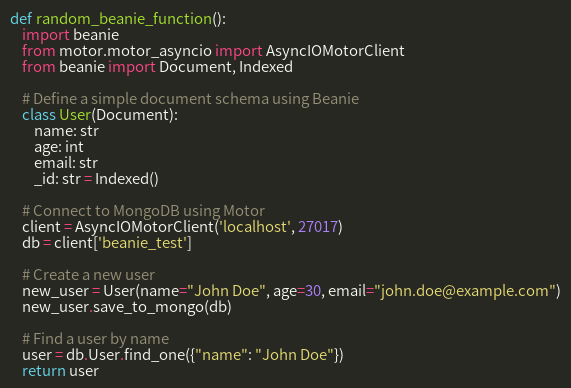 def random_beanie_function():
    import beanie
    from motor.motor_asyncio import AsyncIOMotorClient
    from beanie import Document, Indexed

    # Define a simple document schema using Beanie
    class User(Document):
        name: str
        age: int
        email: str
        _id: str = Indexed()

    # Connect to MongoDB using Motor
    client = AsyncIOMotorClient('localhost', 27017)
    db = client['beanie_test']

    # Create a new user
    new_user = User(name="John Doe", age=30, email="john.doe@example.com")
    new_user.save_to_mongo(db)

    # Find a user by name
    user = db.User.find_one({"name": "John Doe"})
    return user